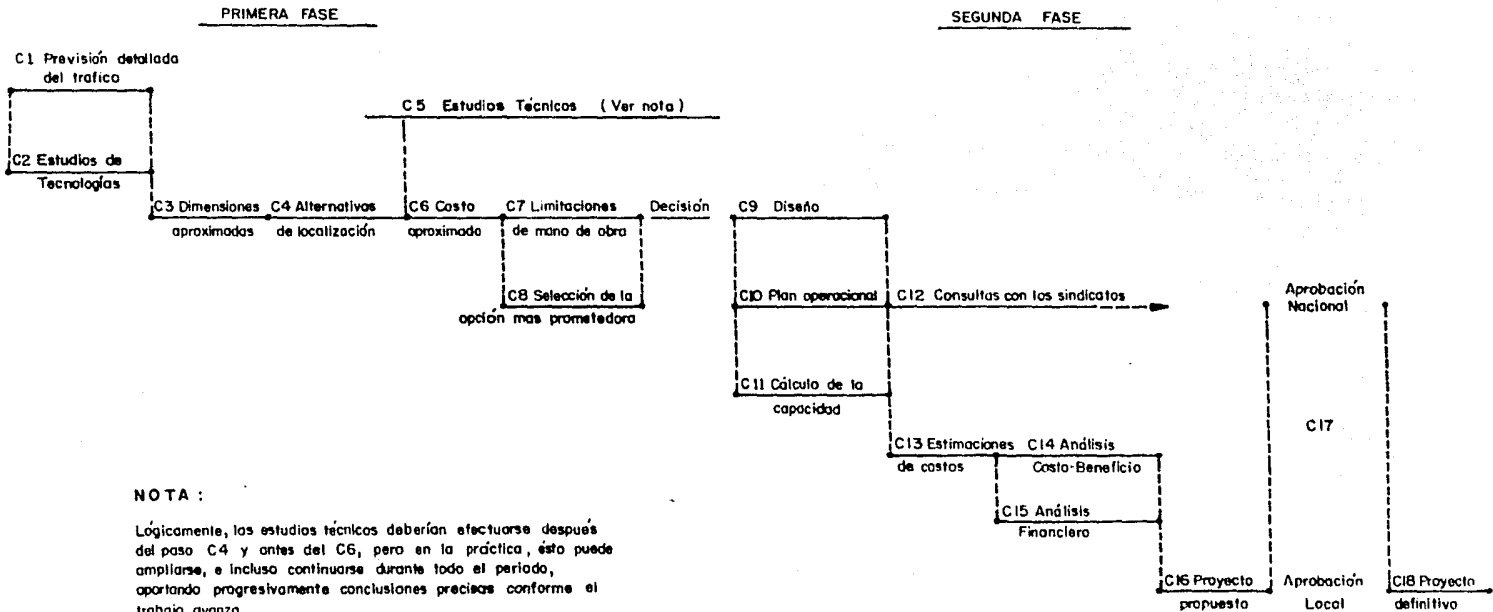 PRIMERA FASE
SEGUNDA FASE
C1 Previsión detallada
del trafico
C5 Estudios Técnicos (Ver nota)
C2 Estudios de
Tecnologías
C3 Dimensiones
aproximadas
C4 Alternativas
de localización
C6 Costo
aproximado
C7 Limitaciones
de mano de obra
Decisión
C9 Diseño
C8 Selección de la
opción mas prometedora
C10 Plan operacional
C12 Consultas con los sindicatos
Aprobación
Nacional
C11 Cálculo de la
capacidad
C17
C13 Estimaciones
de costos
C14 Análisis
Costo-Beneficio
C15 Análisis
Financiero
C16 Proyecto
propuesto
Aprobación
Local
C18 Proyecto
definitivo
NOTA :
Lógicamente, los estudios técnicos deberían efectuarse después
del paso C4 y antes del C6, pero en la práctica, ésto puede
ampliarse, e incluso continuarse durante todo el periodo,
aportando progresivamente conclusiones precisas conforme el
trabajo avanza